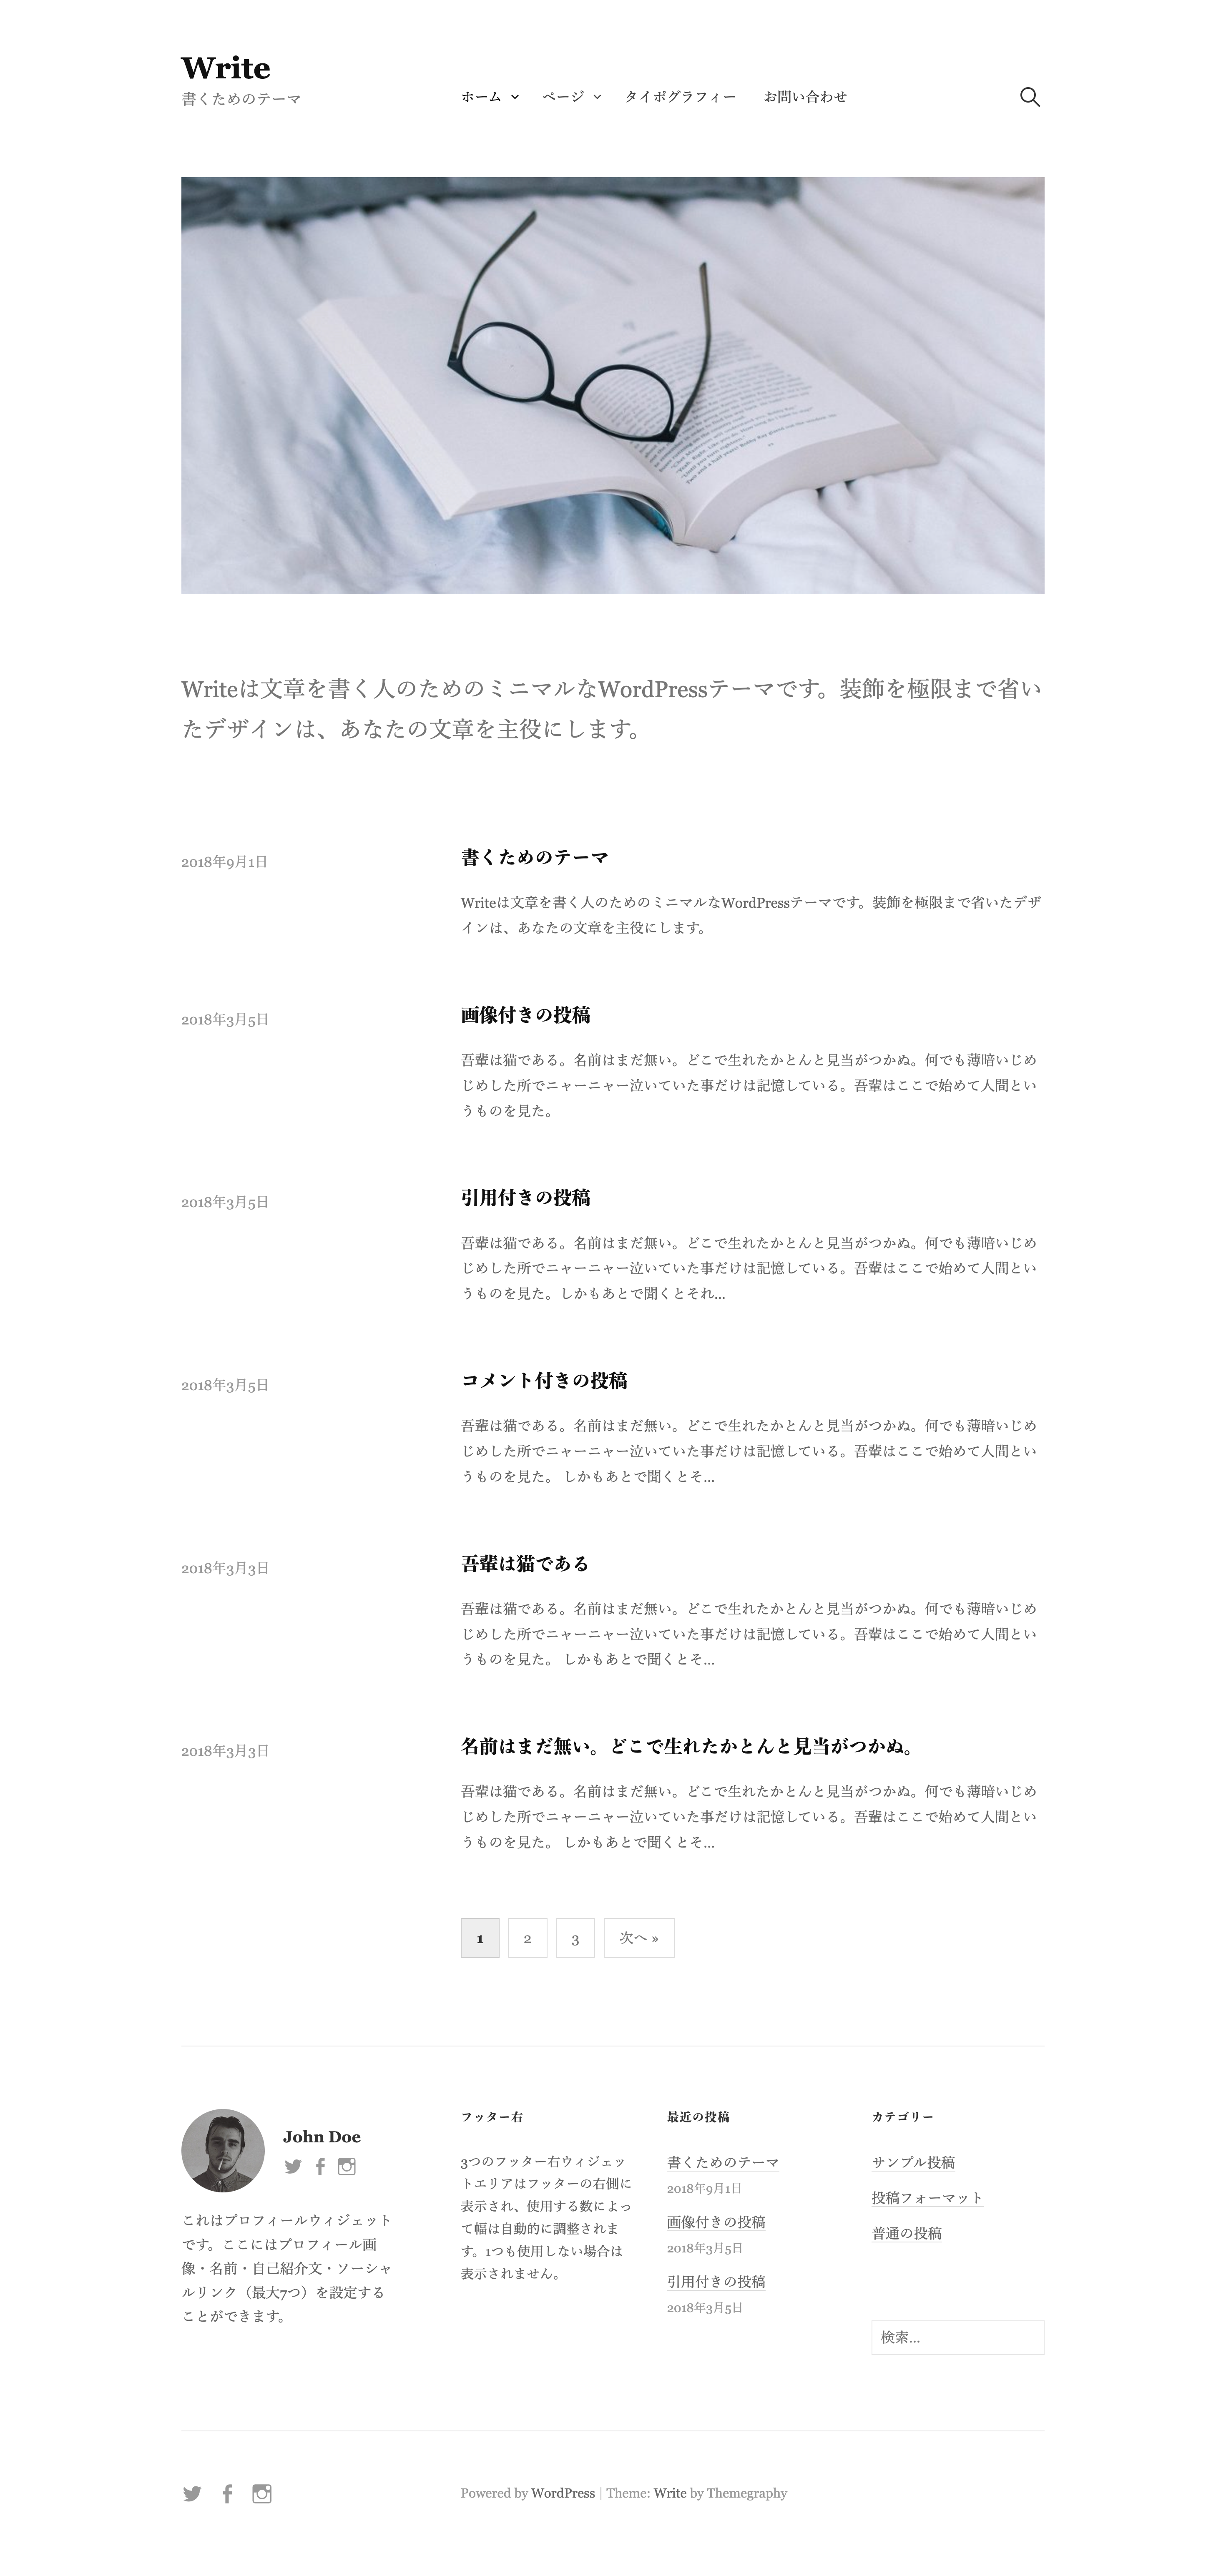 Write
書くためのテーマ
ホーム ページ タイポグラフィー お問い合わせ
Writeは文章を書く人のためのミニマルなWordPressテーマです。装飾を極限まで省い
たデザインは、あなたの文章を主役にします。
2018年9月1日
書くためのテーマ
Writeは文章を書く人のためのミニマルなWordPressテーマです。装飾を極限まで省いたデザ
インは、あなたの文章を主役にします。
2018年3月5日
画像付きの投稿
吾輩は猫である。名前はまだ無い。どこで生れたかとんと見当がつかぬ。何でも薄暗いじめ
じめした所でニャーニャー泣いていた事だけは記憶している。吾輩はここで始めて人間とい
うものを見た。
2018年3月5日
引用付きの投稿
吾輩は猫である。名前はまだ無い。どこで生れたかとんと見当がつかぬ。何でも薄暗いじめ
じめした所でニャーニャー泣いていた事だけは記憶している。吾輩はここで始めて人間とい
うものを見た。しかもあとで聞くとそれ...
2018年3月5日
コメント付きの投稿
吾輩は猫である。名前はまだ無い。どこで生れたかとんと見当がつかぬ。何でも薄暗いじめ
じめした所でニャーニャー泣いていた事だけは記憶している。吾輩はここで始めて人間とい
うものを見た。 しかもあとで聞くとそ...
2018年3月3日
吾輩は猫である
吾輩は猫である。名前はまだ無い。どこで生れたかとんと見当がつかぬ。何でも薄暗いじめ
じめした所でニャーニャー泣いていた事だけは記憶している。吾輩はここで始めて人間とい
うものを見た。 しかもあとで聞くとそ...
2018年3月3日
名前はまだ無い。どこで生れたかとんと見当がつかぬ。
吾輩は猫である。名前はまだ無い。どこで生れたかとんと見当がつかぬ。何でも薄暗いじめ
じめした所でニャーニャー泣いていた事だけは記憶している。吾輩はここで始めて人間とい
うものを見た。 しかもあとで聞くとそ...
1 2 3 次へ »
John Doe
これはプロフィールウィジェット
です。ここにはプロフィール画
像・名前・自己紹介文・ソーシャ
ルリンク（最大7つ）を設定する
ことができます。
フッター右
3つのフッター右ウィジェッ
トエリアはフッターの右側に
表示され、使用する数によっ
て幅は自動的に調整されま
す。1つも使用しない場合は
表示されません。
最近の投稿
書くためのテーマ
2018年9月1日
画像付きの投稿
2018年3月5日
引用付きの投稿
2018年3月5日
カテゴリー
サンプル投稿
投稿フォーマット
普通の投稿
検索...
Powered by WordPress | Theme: Write by Themegraphy